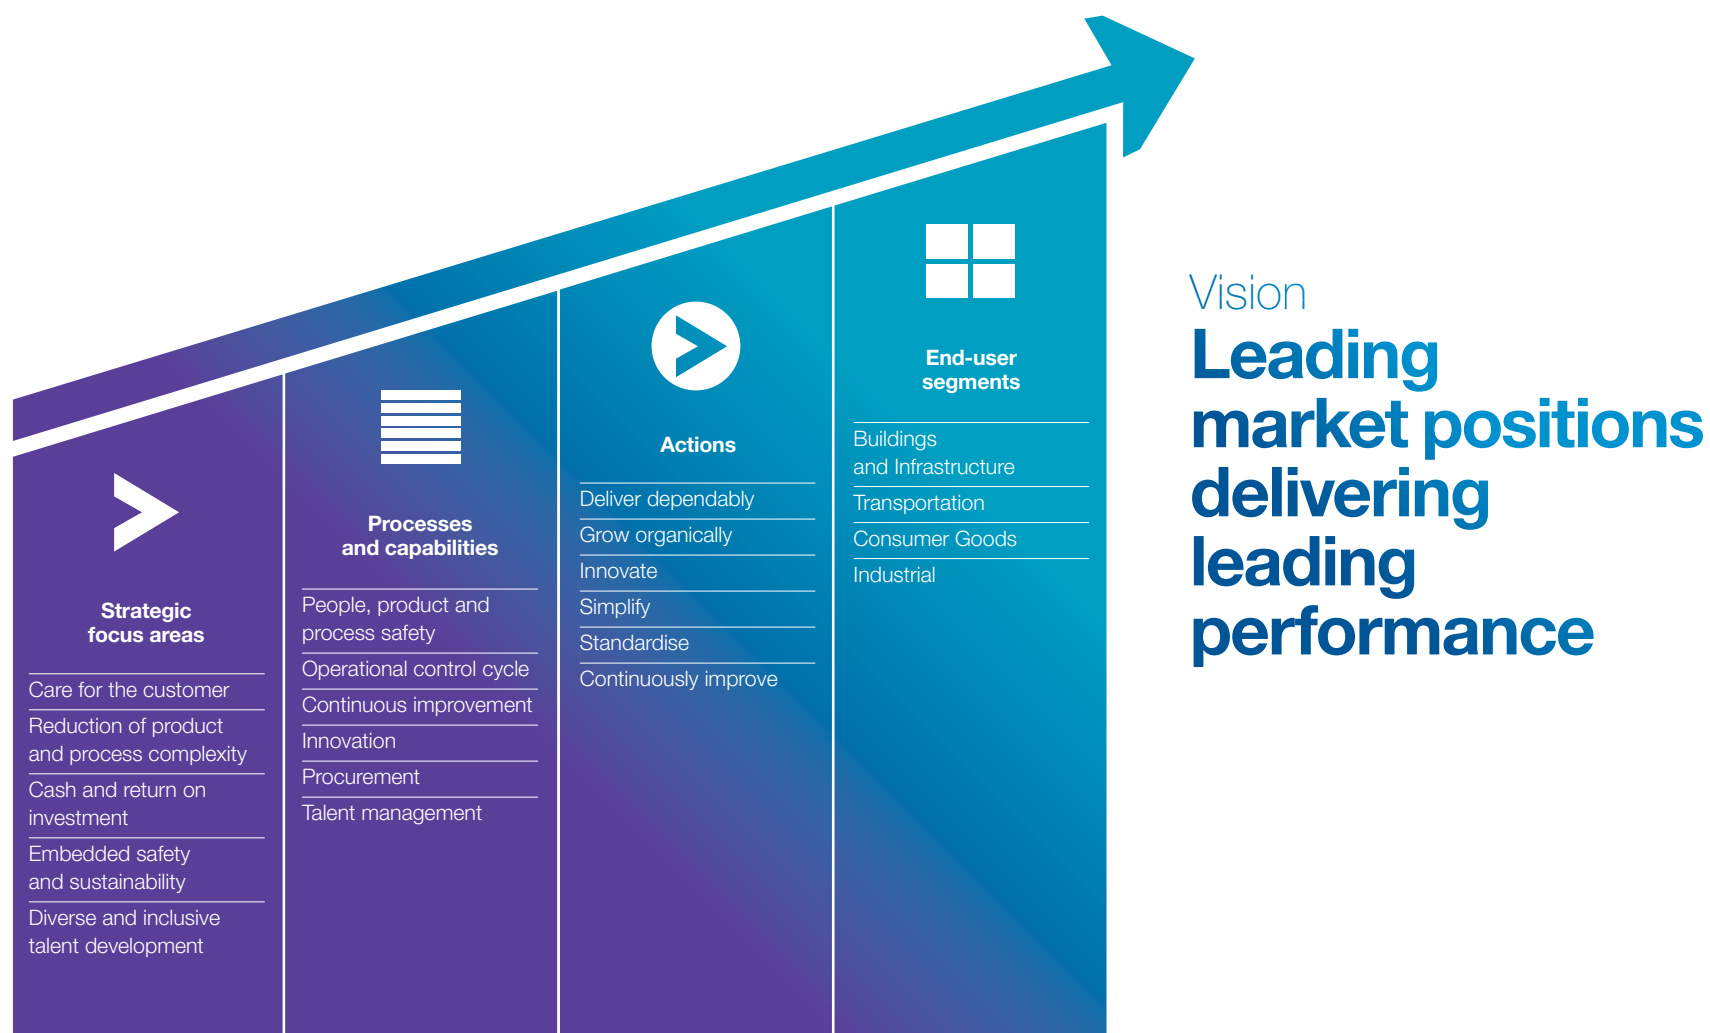 Strategic
focus areas
Care for the customer
Reduction of product
and process complexity
Cash and return on
investment
Embedded safety
and sustainability
Diverse and inclusive
talent development
Processes
and capabilities
People, product and
process safety
Operational control cycle
Continuous improvement
Innovation
Procurement
Talent management
Actions
Deliver dependably
Grow organically
Innovate
Simplify
Standardise
Continuously improve
End-user
segments
Buildings
and Infrastructure
Transportation
Consumer Goods
Industrial
Vision
Leading
market positions
delivering
leading
performance